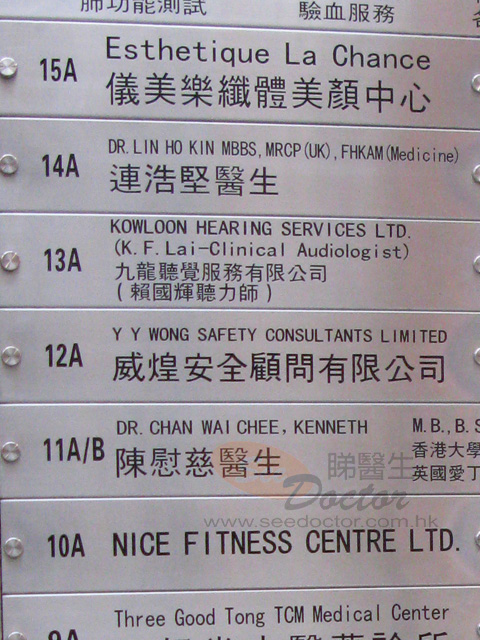 肺功能測試
驗血服務
15A
Esthetique La Chance
儀美樂纖體美顏中心
14A
DR. LIN HO KIN MBBS, MRCP(UK), FHKAM(Medicine)
連浩堅醫生
13A
KOWLOON HEARING SERVICES LTD.
(K. F. Lai-Clinical Audiologist)
九龍聽覺服務有限公司
(賴國輝聽力師)
12A
Y Y WONG SAFETY CONSULTANTS LIMITED
威煌安全顧問有限公司
11A/B
DR. CHAN WAI CHEE, KENNETH
陳慰慈醫生
M.B., B.S
香港大學
英國愛丁
睇醫生
Doctor
www.seedoctor.com.hk
10A
NICE FITNESS CENTRE LTD.
9A
Three Good Tong TCM Medical Center